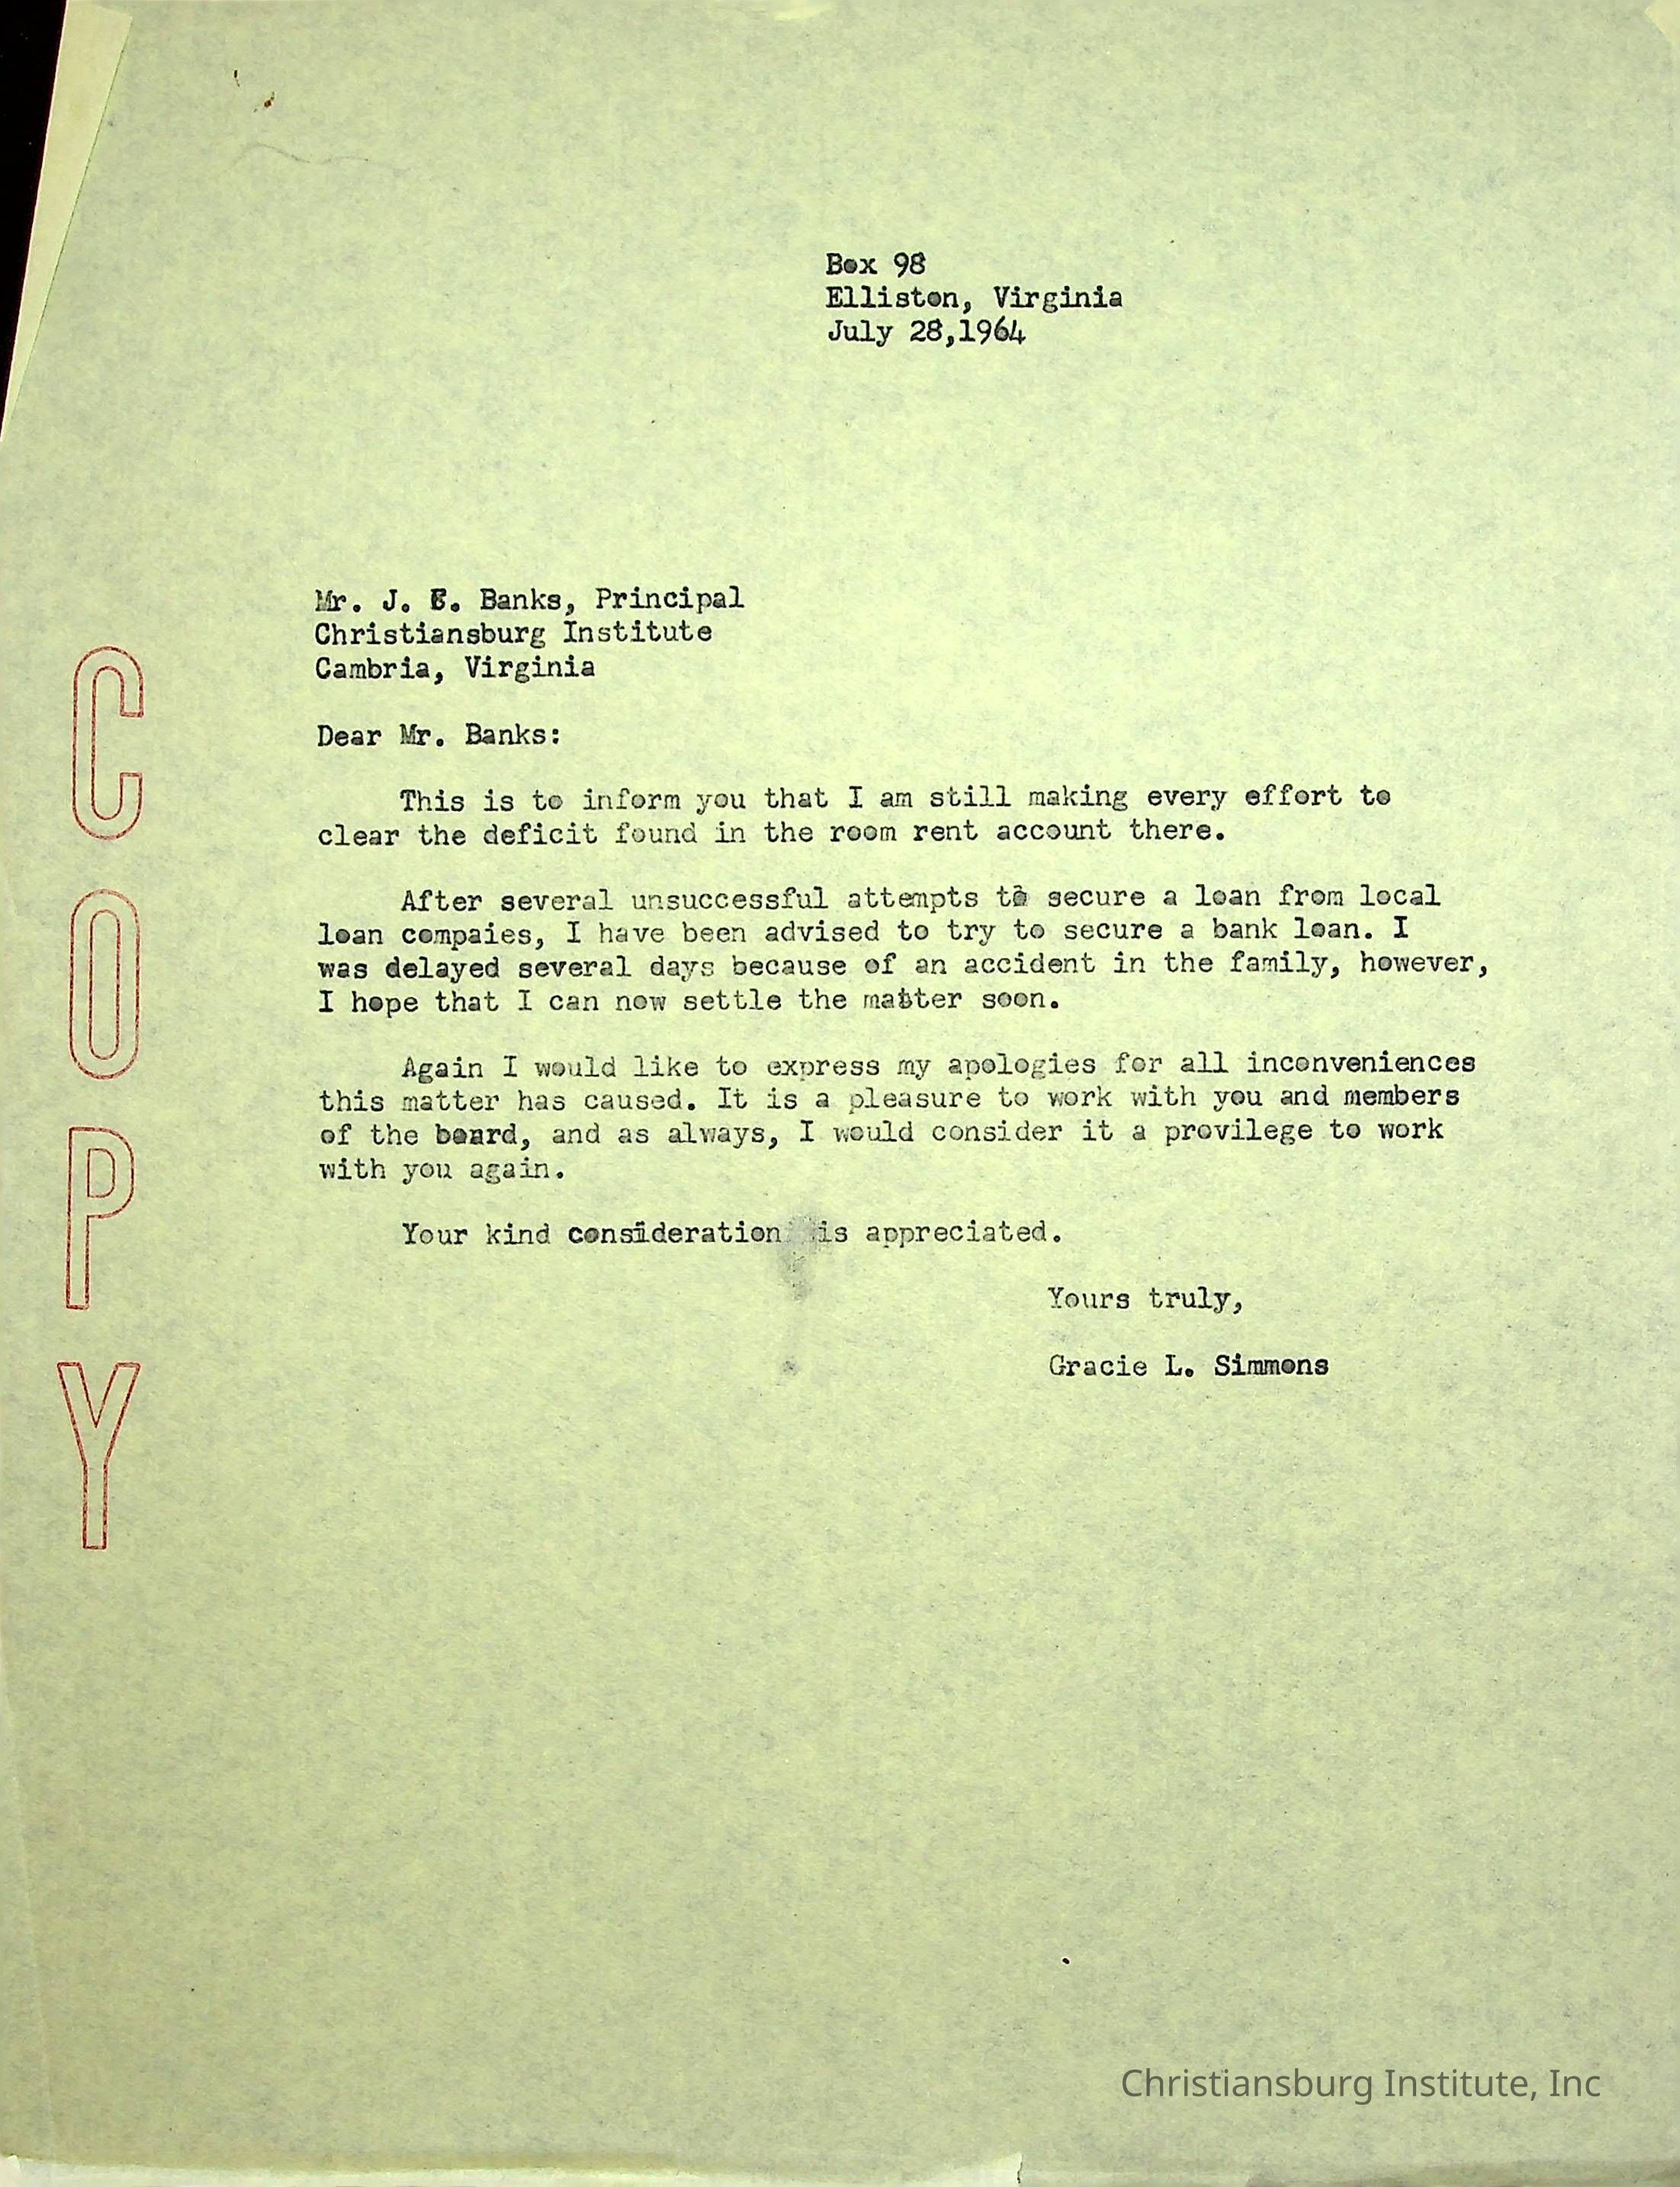 Box 98
Elliston, Virginia
July 28,1964
Mr. J. Banks, Principal
Christiansburg Institute
Cambria, Virginia
Dear Mr. Banks:
This is to inform you that I am still making every effort to
clear the deficit found in the room rent account there.
After several unsuccessful attempts to secure a loan from local
loan compaies, I have been advised to try to secure a bank loan. I
was delayed several days because of an accident in the family, however,
I hope that I can now settle the matter soon.
Again I would like to express my apologies for all inconveniences
this matter has caused. It is a pleasure to work with you and members
of the board, and as always, I would consider it a provilege to work
with you again.
Your kind consideration is appreciated.
Yours truly,
Gracie L. Simmons
COPY
Christiansburg Institute, Inc